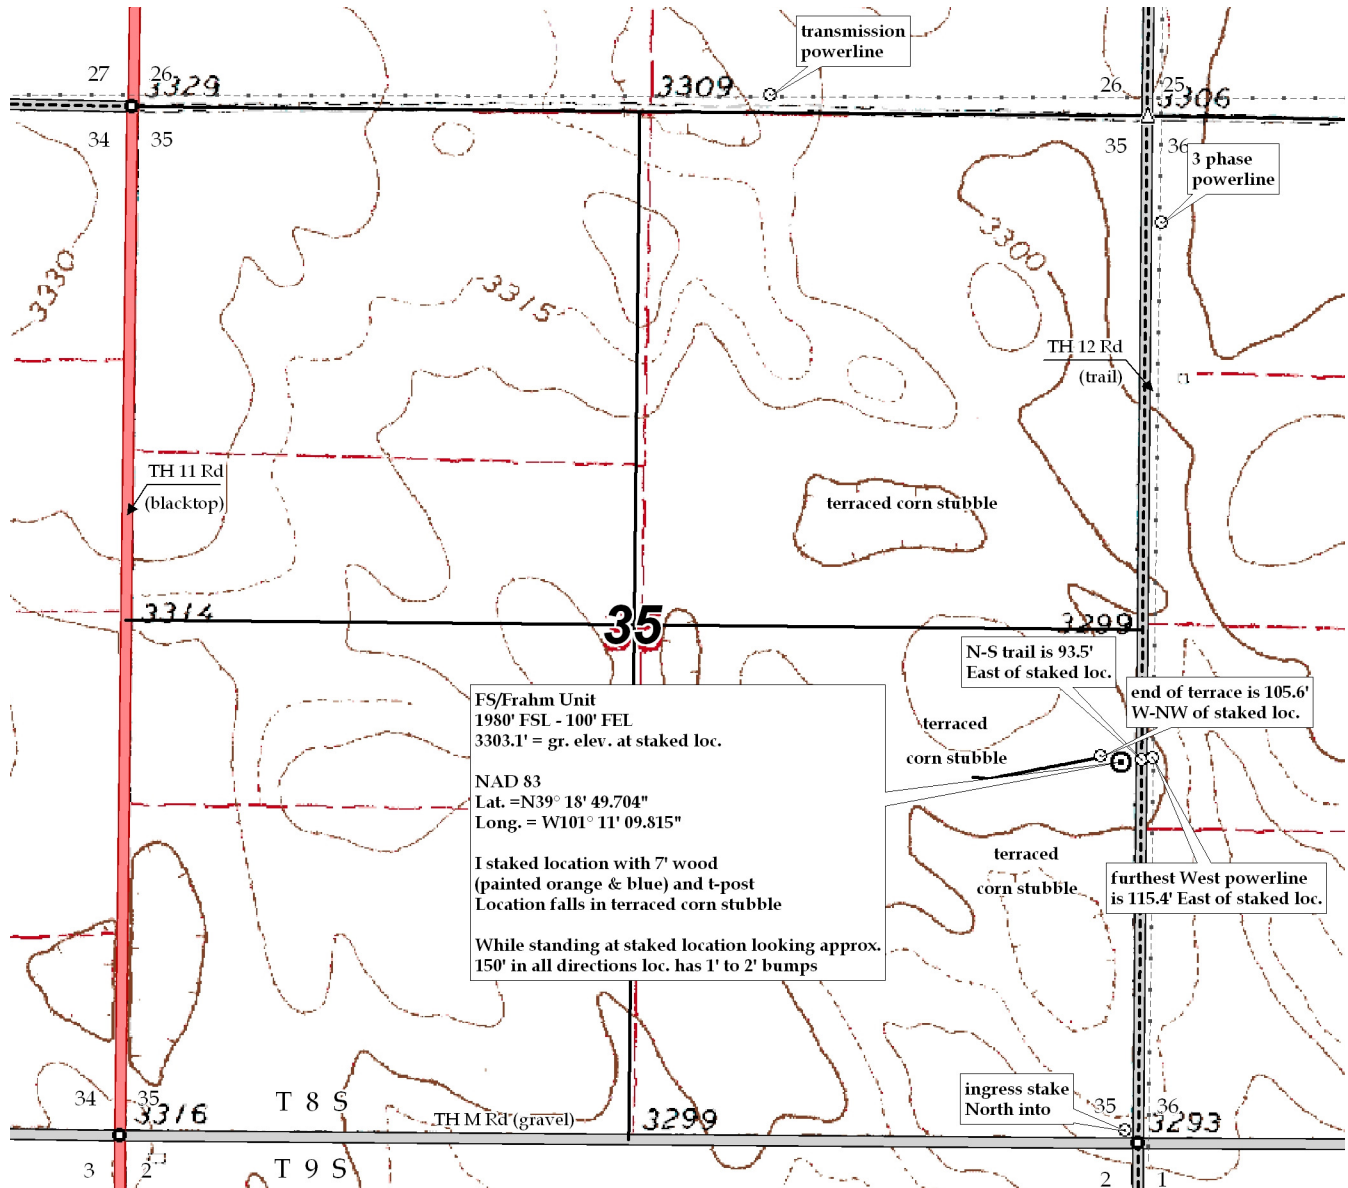 transmission
powerline
27
26
3329
3309
26
25
3306
34
35
35
36
3 phase
powerline
3330
3300
3315
TH 12 Rd
(trail)
TH 11 Rd
(blacktop)
terraced corn stubble
3314
35
3299
N-S trail is 93.5'
East of staked loc.
end of terrace is 105.6'
W-NW of staked loc.
FS/Frahm Unit
1980' FSL - 100' FEL
3303.1' = gr. elev. at staked loc.
NAD 83
Lat. =N39° 18' 49.704"
Long. = W101° 11' 09.815"
I staked location with 7' wood
(painted orange & blue) and t-post
Location falls in terraced corn stubble
While standing at staked location looking approx.
150' in all directions loc. has 1' to 2' bumps
terraced
corn stubble
terraced
corn stubble
furthest West powerline
is 115.4' East of staked loc.
ingress stake
North into
34
35
3316
T 8 S
TH M Rd (gravel)
3299
35
36
3293
3
2
T 9 S
2
1